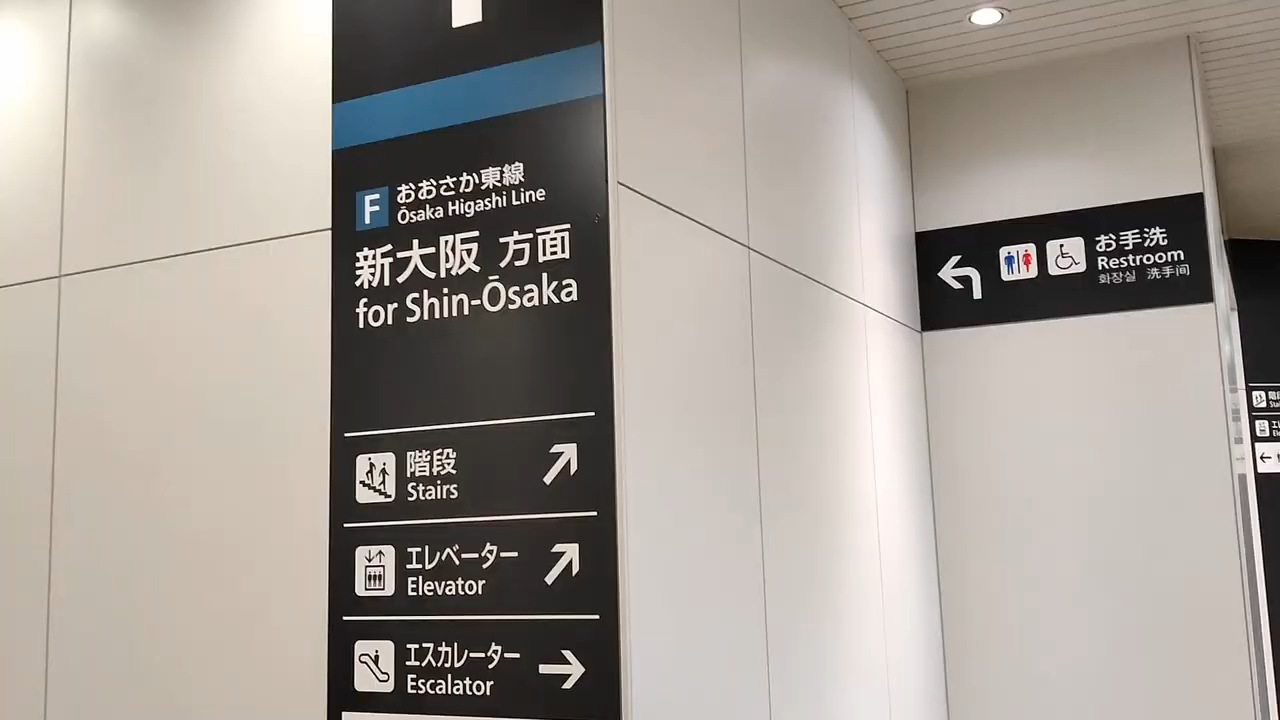 F
おおさか東線
Ōsaka Higashi Line
新大阪 方面
for Shin-Ōsaka
階段
Stairs
エレベーター
Elevator
エスカレーター
Escalator
お手洗
Restroom
화장실 洗手间